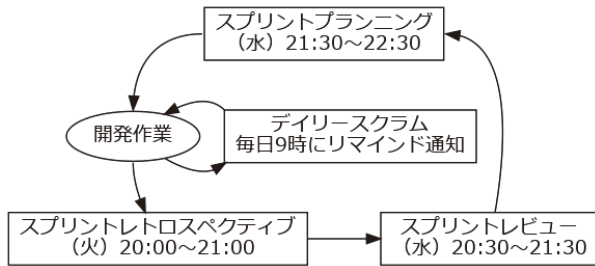 スプリントプランニング
（水）21:30～22:30
開発作業
デイリースクラム
毎日9時にリマインド通知
スプリントレトロスペクティブ
（火）20:00～21:00
スプリントレビュー
（水）20:30～21:30